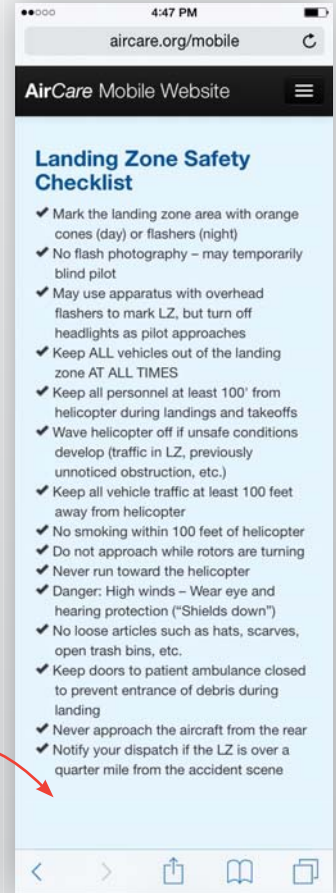 4:47 PM
aircare.org/mobile
AirCare Mobile Website
Landing Zone Safety
Checklist
✔ Mark the landing zone area with orange
cones (day) or flashers (night)
✔ No flash photography – may temporarily
blind pilot
✔ May use apparatus with overhead
flashers to mark LZ, but turn off
headlights as pilot approaches
✔ Keep ALL vehicles out of the landing
zone AT ALL TIMES
✔ Keep all personnel at least 100' from
helicopter during landings and takeoffs
✔ Wave helicopter off if unsafe conditions
develop (traffic in LZ, previously
unnoticed obstruction, etc.)
✔ Keep all vehicle traffic at least 100 feet
away from helicopter
✔ No smoking within 100 feet of helicopter
✔ Do not approach while rotors are turning
✔ Never run toward the helicopter
✔ Danger: High winds – Wear eye and
hearing protection (“Shields down”)
✔ No loose articles such as hats, scarves,
open trash bins, etc.
✔ Keep doors to patient ambulance closed
to prevent entrance of debris during
landing
✔ Never approach the aircraft from the rear
✔ Notify your dispatch if the LZ is over a
quarter mile from the accident scene